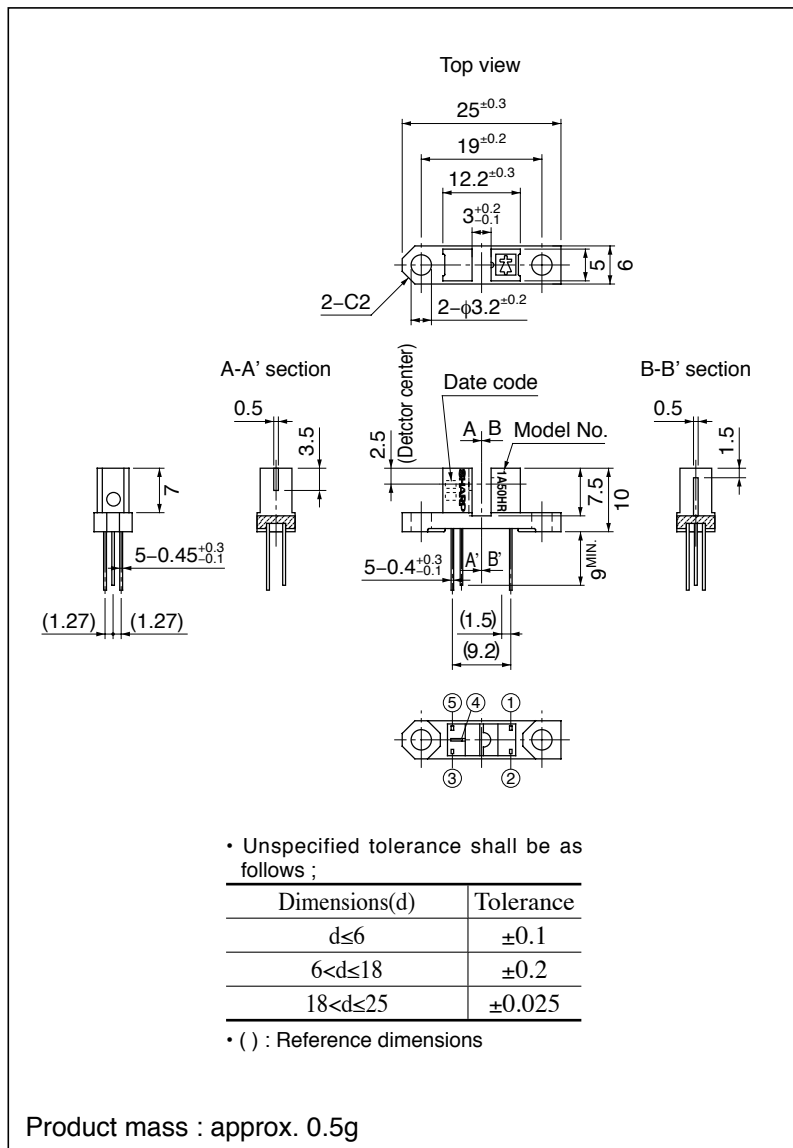 Top view
25±0.3
19±0.2
12.2±0.3
3+0.2 −0.1
5
6
2−C2
2−φ3.2±0.2
A-A' section
B-B' section
0.5
3.5
2.5
(Detctor center)
Date code
A B
Model No.
0.5
1.5
7
SHARP
1A50HR
7.5
10
5−0.45+0.3 −0.1
5−0.4+0.3 −0.1
A' B'
9MIN.
(1.27)
(1.27)
(1.5)
(9.2)
⑤ ④ ①
③ ②
• Unspecified tolerance shall be as
follows ;
Dimensions(d) Tolerance
d≤6 ±0.1
6<d≤18 ±0.2
18<d≤25 ±0.025
• ( ) : Reference dimensions
Product mass : approx. 0.5g